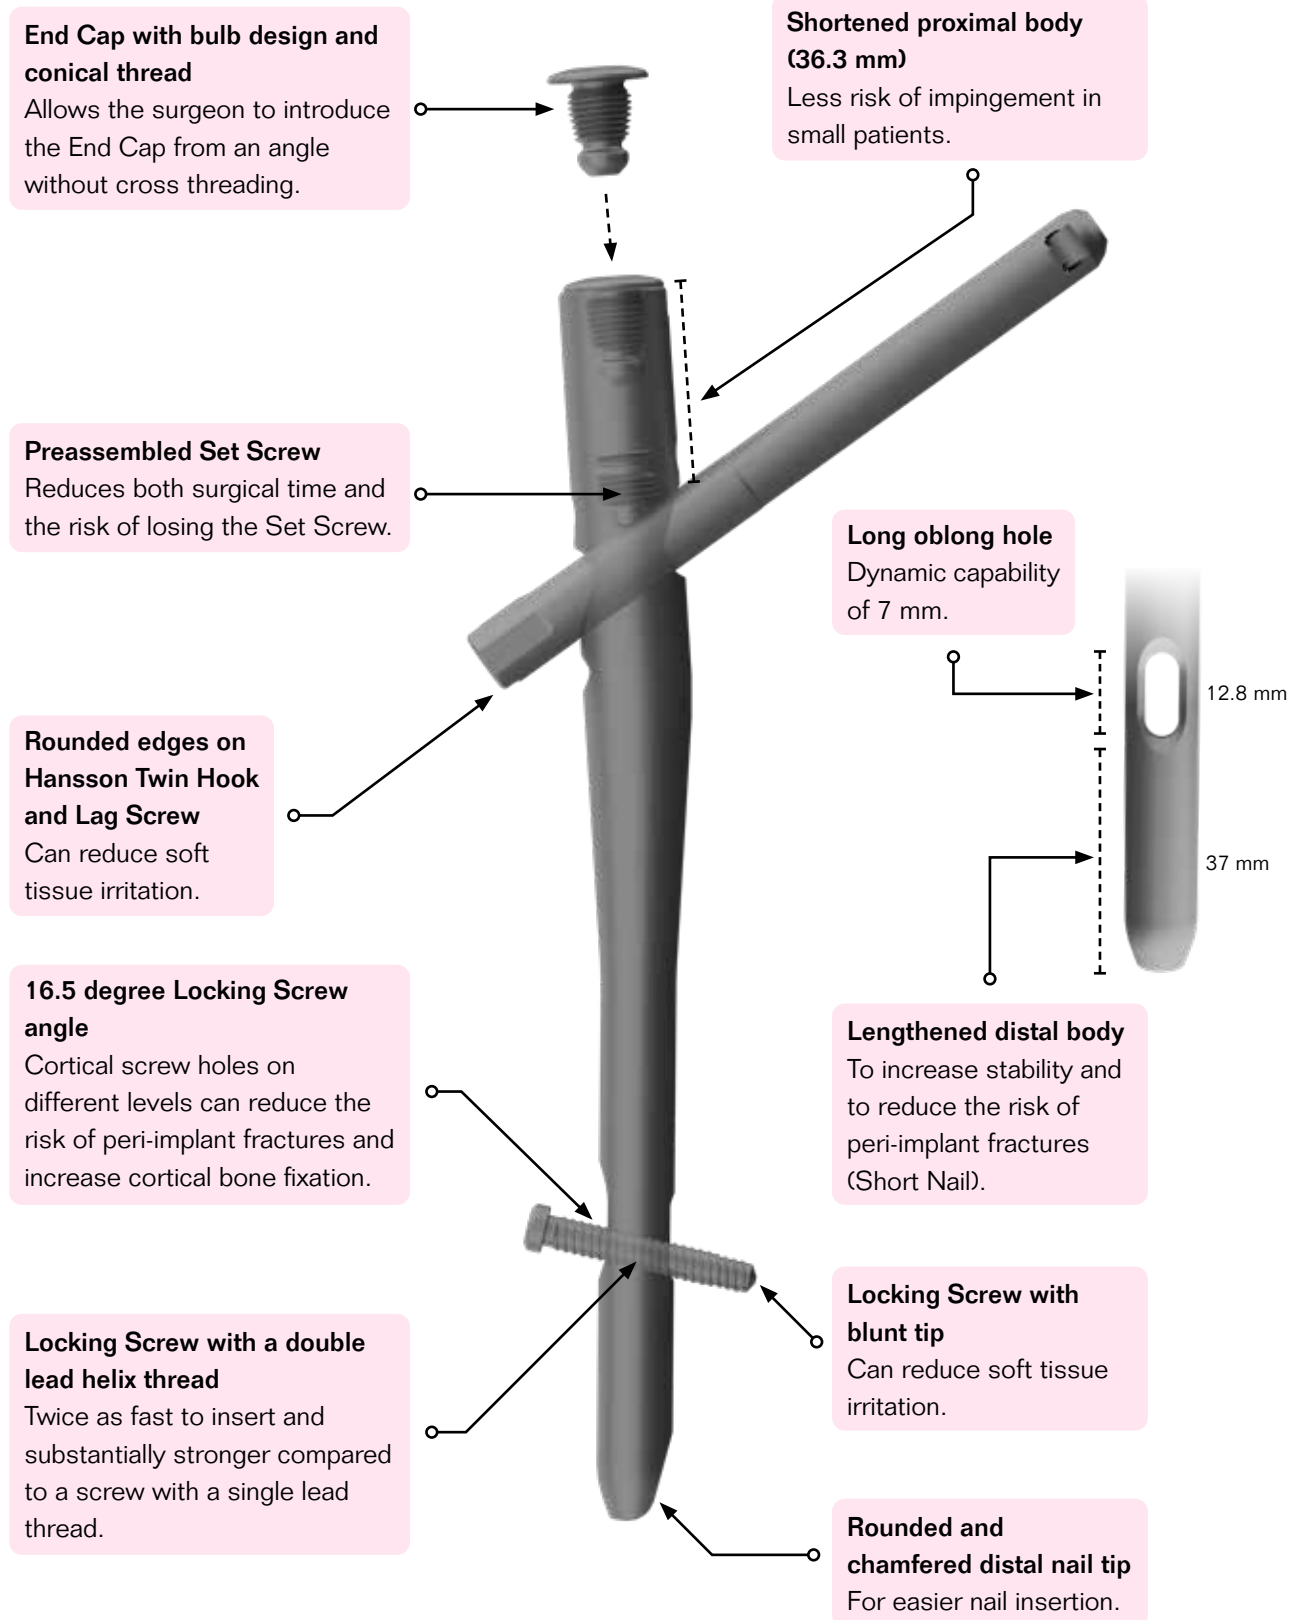 End Cap with bulb design and
conical thread
Allows the surgeon to introduce
the End Cap from an angle
without cross threading.
Shortened proximal body
(36.3 mm)
Less risk of impingement in
small patients.
Preassembled Set Screw
Reduces both surgical time and
the risk of losing the Set Screw.
Long oblong hole
Dynamic capability
of 7 mm.
12.8 mm
Rounded edges on
Hansson Twin Hook
and Lag Screw
Can reduce soft
tissue irritation.
37 mm
16.5 degree Locking Screw
angle
Cortical screw holes on
different levels can reduce the
risk of peri-implant fractures and
increase cortical bone fixation.
Lengthened distal body
To increase stability and
to reduce the risk of
peri-implant fractures
(Short Nail).
Locking Screw with a double
lead helix thread
Twice as fast to insert and
substantially stronger compared
to a screw with a single lead
thread.
Locking Screw with
blunt tip
Can reduce soft tissue
irritation.
Rounded and
chamfered distal nail tip
For easier nail insertion.